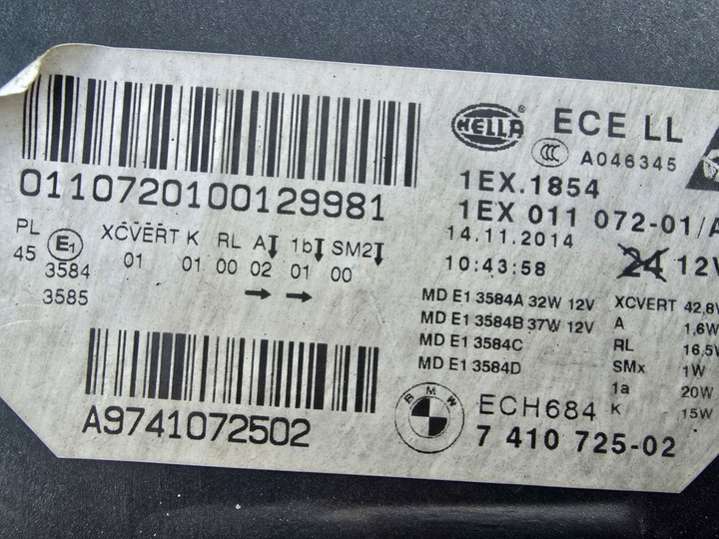 0110720100129981
PL XCVERT K RL A 1b SM2
45 E1 01 01 00 02 01 00
3584
3585
A9741072502
HELLA ECE LL
CCC A046345
1EX.1854
1EX 011 072-01/
14.11.2014
10:43:58 24 12V
MD E1 3584A 32W 12V XCVERT 42,8
MD E1 3584B 37W 12V A 1,6W
MD E1 3584C RL 16,5
MD E1 3584D SMx 1W
1a 20W
BMW ECH684 K 15W
7 410 725-02